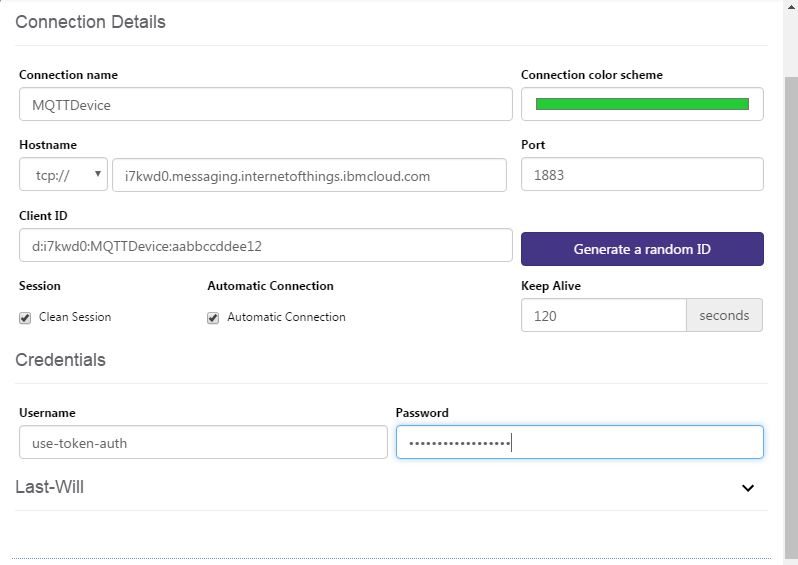 Connection Details
Connection name
Connection color scheme
MQTTDevice
Hostname
Port
tcp://
i7kwd0.messaging.internetofthings.ibmcloud.com
1883
Client ID
d:i7kwd0:MQTTDevice:aabbccddee12
Generate a random ID
Session
Automatic Connection
Keep Alive
Clean Session
Automatic Connection
120
seconds
Credentials
Username
Password
use-token-auth
••••••••••••••••••
Last-Will